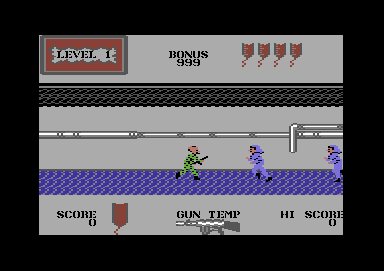 LEVEL 1
BONUS
999
SCORE
0
GUN TEMP
HI SCORE
0